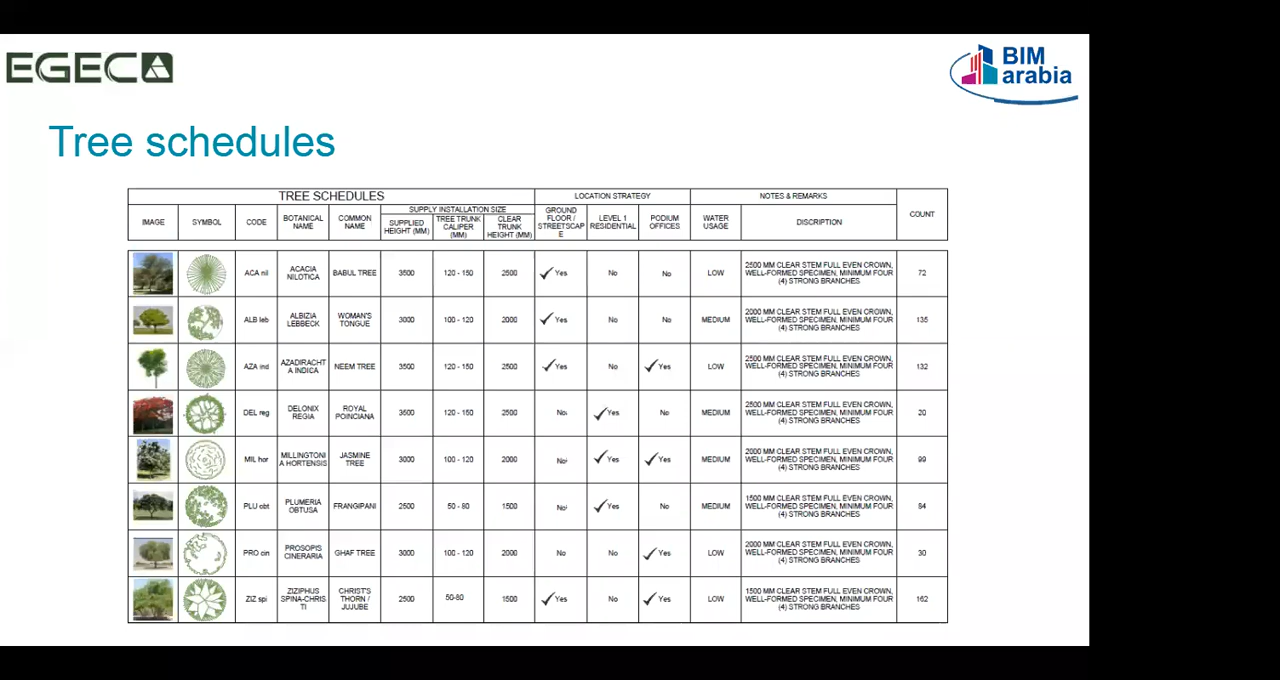 EGECA
BIM
arabia
Tree schedules
TREE SCHEDULES LOCATION STRATEGY NOTES & REMARKS
IMAGE SYMBOL CODE BOTANICAL NAME COMMON NAME SUPPLY INSTALLATION SIZE SUPPLIED HEIGHT (MM) TREE TRUNK CALIPER (MM) CLEAR TRUNK HEIGHT (MM) GROUND FLOOR / STREETSCAP E LEVEL 1 RESIDENTIAL PODIUM OFFICES WATER USAGE DISCRIPTION COUNT
ACA nil ACACIA NILOTICA BABUL TREE 3500 120 - 150 2500 ✓ Yes No No LOW 2500 MM CLEAR STEM FULL EVEN CROWN, WELL-FORMED SPECIMEN, MINIMUM FOUR (4) STRONG BRANCHES 72
ALB leb ALBIZIA LEBBECK WOMAN'S TONGUE 3000 100 - 120 2000 ✓ Yes No No MEDIUM 2000 MM CLEAR STEM FULL EVEN CROWN, WELL-FORMED SPECIMEN, MINIMUM FOUR (4) STRONG BRANCHES 135
AZA ind AZADIRACHT A INDICA NEEM TREE 3500 120 - 150 2500 ✓ Yes No ✓ Yes LOW 2500 MM CLEAR STEM FULL EVEN CROWN, WELL-FORMED SPECIMEN, MINIMUM FOUR (4) STRONG BRANCHES 132
DEL reg DELONIX REGIA ROYAL POINCIANA 3500 120 - 150 2500 No ✓ Yes No MEDIUM 2500 MM CLEAR STEM FULL EVEN CROWN, WELL-FORMED SPECIMEN, MINIMUM FOUR (4) STRONG BRANCHES 20
MIL hor MILLINGTONI A HORTENSIS JASMINE TREE 3000 100 - 120 2000 No ✓ Yes ✓ Yes MEDIUM 2000 MM CLEAR STEM FULL EVEN CROWN, WELL-FORMED SPECIMEN, MINIMUM FOUR (4) STRONG BRANCHES 99
PLU obt PLUMERIA OBTUSA FRANGIPANI 2500 50 - 80 1500 No ✓ Yes No MEDIUM 1500 MM CLEAR STEM FULL EVEN CROWN, WELL-FORMED SPECIMEN, MINIMUM FOUR (4) STRONG BRANCHES 84
PRO cin PROSOPIS CINERARIA GHAF TREE 3000 100 - 120 2000 No No ✓ Yes LOW 2000 MM CLEAR STEM FULL EVEN CROWN, WELL-FORMED SPECIMEN, MINIMUM FOUR (4) STRONG BRANCHES 30
ZIZ spi ZIZIPHUS SPINA-CHRIS TI CHRIST'S THORN / JUJUBE 2500 50-80 1500 ✓ Yes No ✓ Yes LOW 1500 MM CLEAR STEM FULL EVEN CROWN, WELL-FORMED SPECIMEN, MINIMUM FOUR (4) STRONG BRANCHES 162